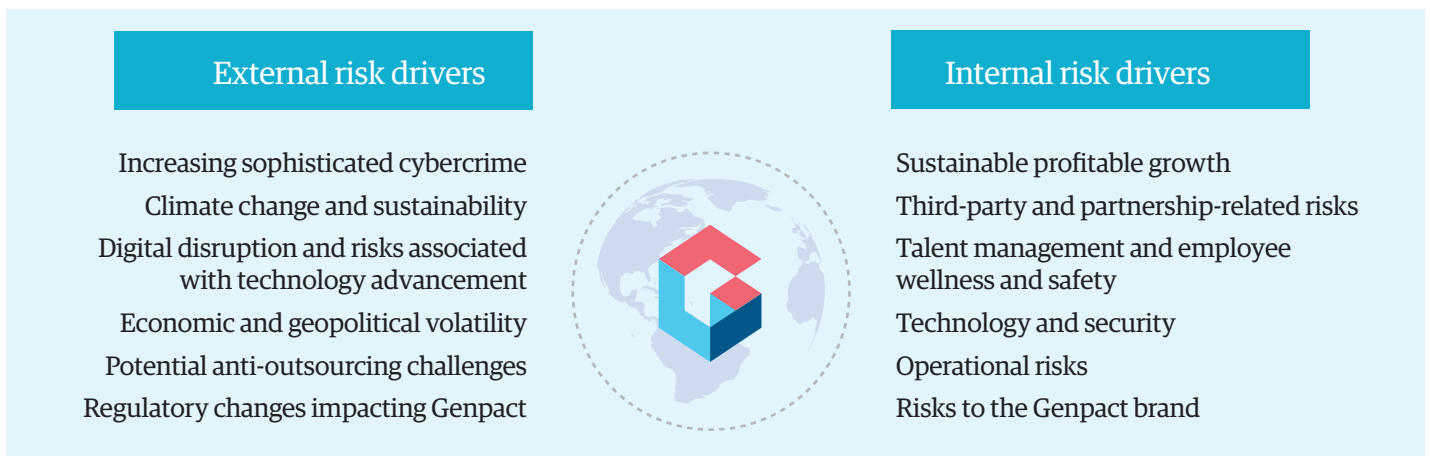 External risk drivers
Increasing sophisticated cybercrime
Climate change and sustainability
Digital disruption and risks associated
with technology advancement
Economic and geopolitical volatility
Potential anti-outsourcing challenges
Regulatory changes impacting Genpact
Internal risk drivers
Sustainable profitable growth
Third-party and partnership-related risks
Talent management and employee
wellness and safety
Technology and security
Operational risks
Risks to the Genpact brand